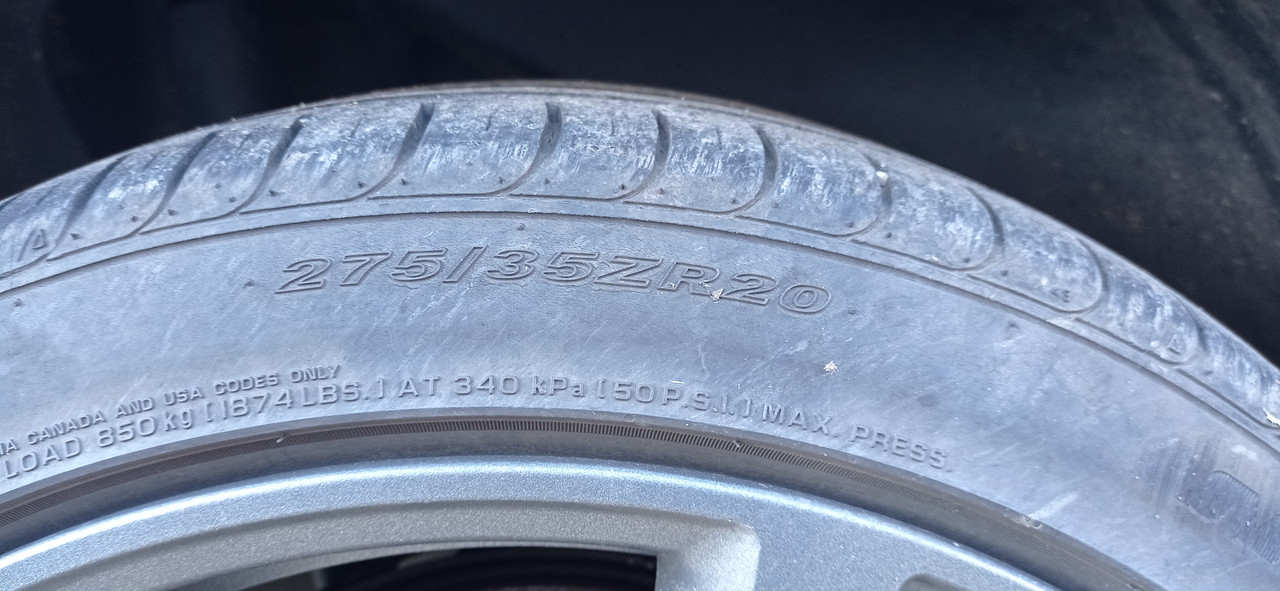 275/35ZR20
CANADA AND USA CODES ONLY
LOAD 850 kg (1874 LBS.) AT 340 kPa (50 P.S.I.) MAX. PRESS.